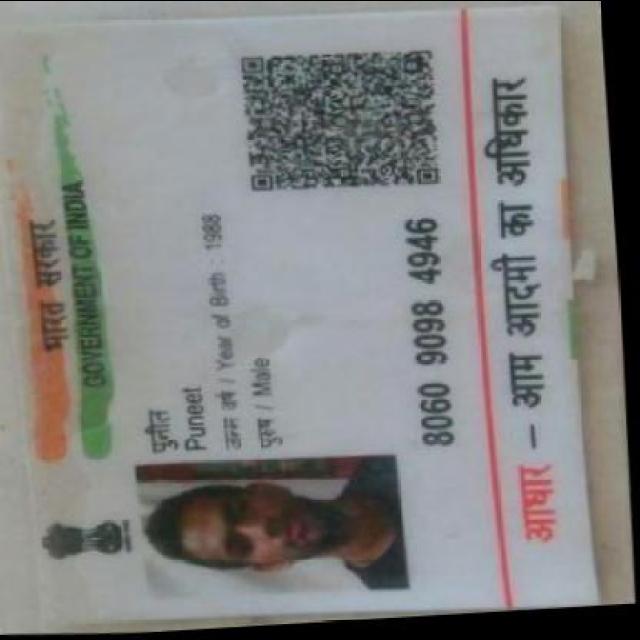 भारत सरकार
GOVERNMENT OF INDIA
पुनीत
Puneet
जन्म वर्ष / Year of Birth : 1988
पुरुष / Male
8060 9098 4946
आधार – आम आदमी का अधिकार